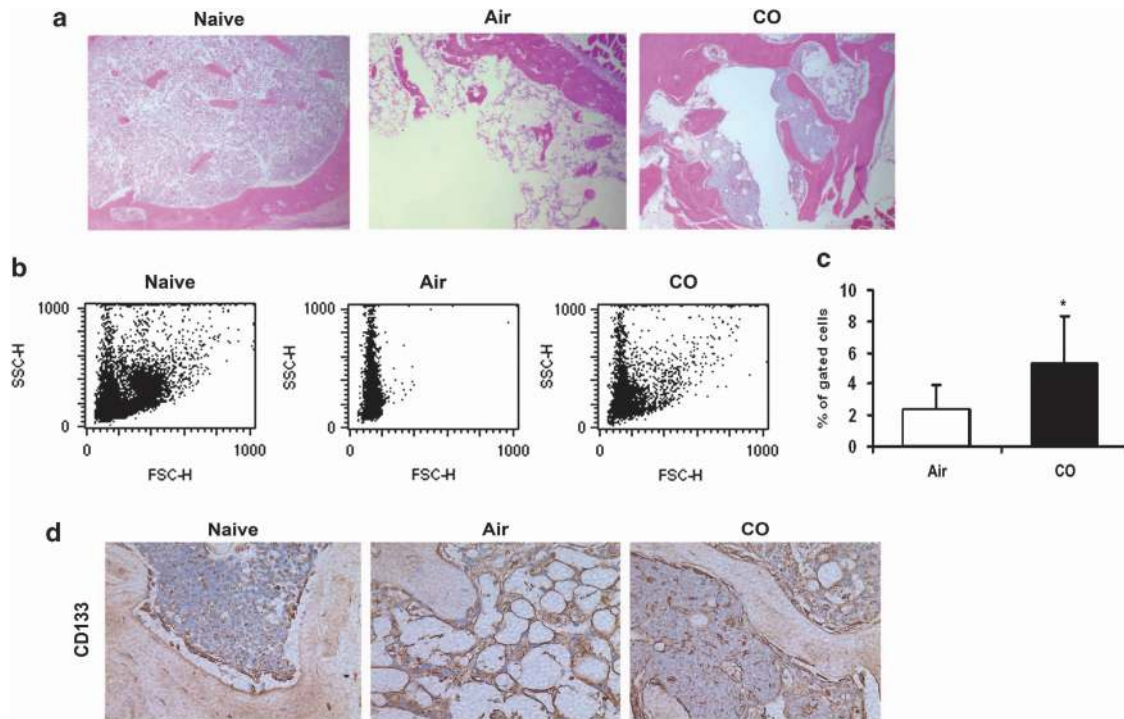 a
Naive Air CO
b
Naive Air CO
1000 1000 1000
SSC-H SSC-H SSC-H
0 0 0
0 1000 0 1000 0 1000
FSC-H FSC-H FSC-H
c
10
8
6
4
2
0
% of gated cells
*
Air CO
d
Naive Air CO
CD133